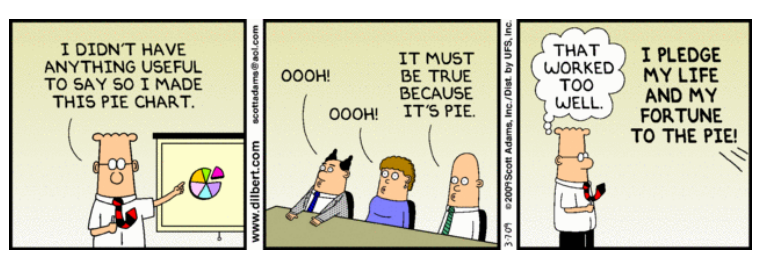 I DIDN'T HAVE
ANYTHING USEFUL
TO SAY SO I MADE
THIS PIE CHART.
www.dilbert.com
scottadams@aol.com
OOOH!
OOOH!
IT MUST
BE TRUE
BECAUSE
IT'S PIE.
3-7-09
©2009 Scott Adams, Inc./Dist. by UFS, Inc.
THAT
WORKED
TOO
WELL.
I PLEDGE
MY LIFE
AND MY
FORTUNE
TO THE PIE!